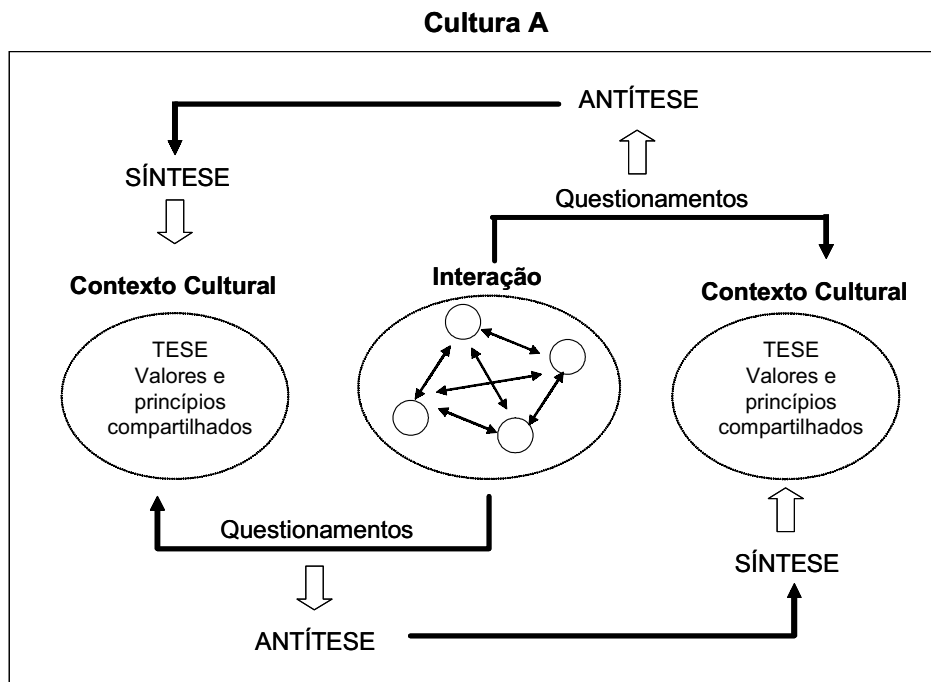 Cultura A
ANTÍTESE
SÍNTESE
Questionamentos
Contexto Cultural
Interação
Contexto Cultural
TESE
Valores e
princípios
compartilhados
TESE
Valores e
princípios
compartilhados
Questionamentos
SÍNTESE
ANTÍTESE